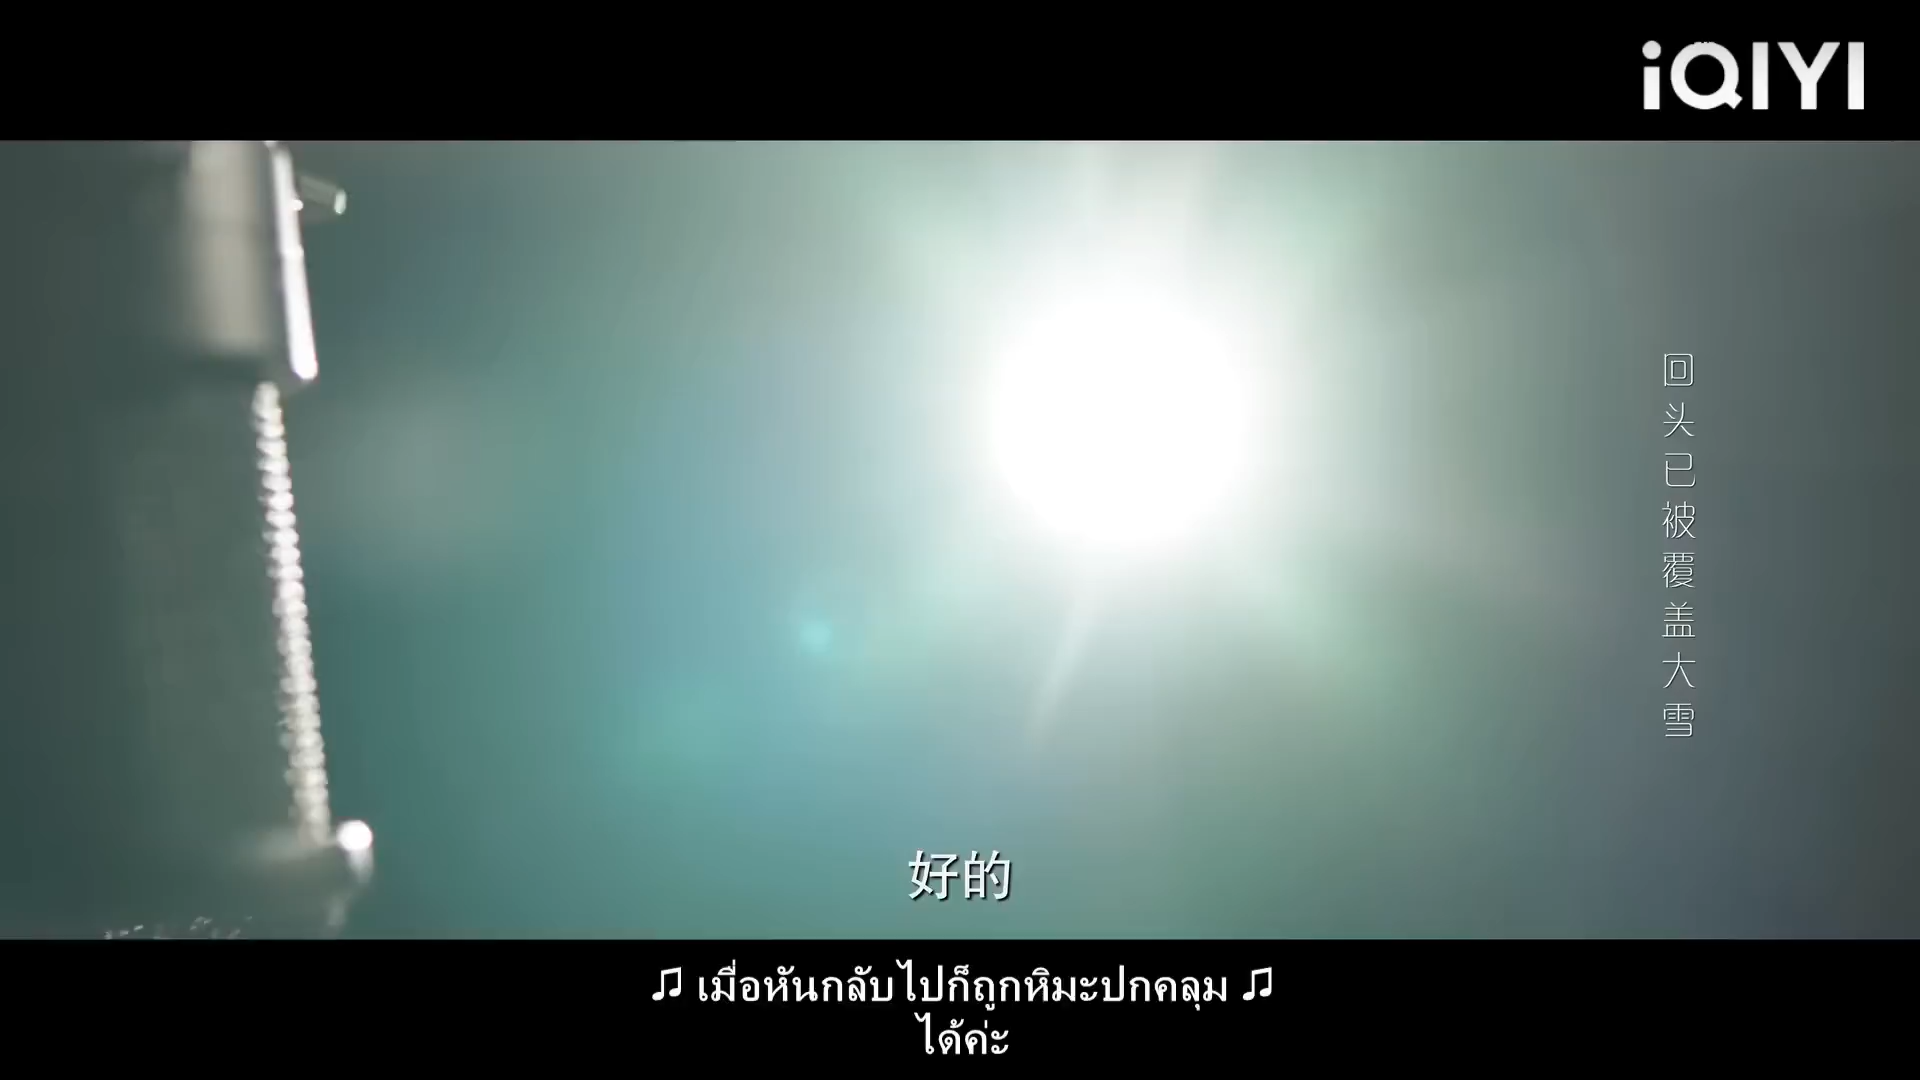 iQIYI
回头已被覆盖大雪
好的
♫ เมื่อหันกลับไปก็ถูกหิมะปกคลุม ♫
ได้ค่ะ